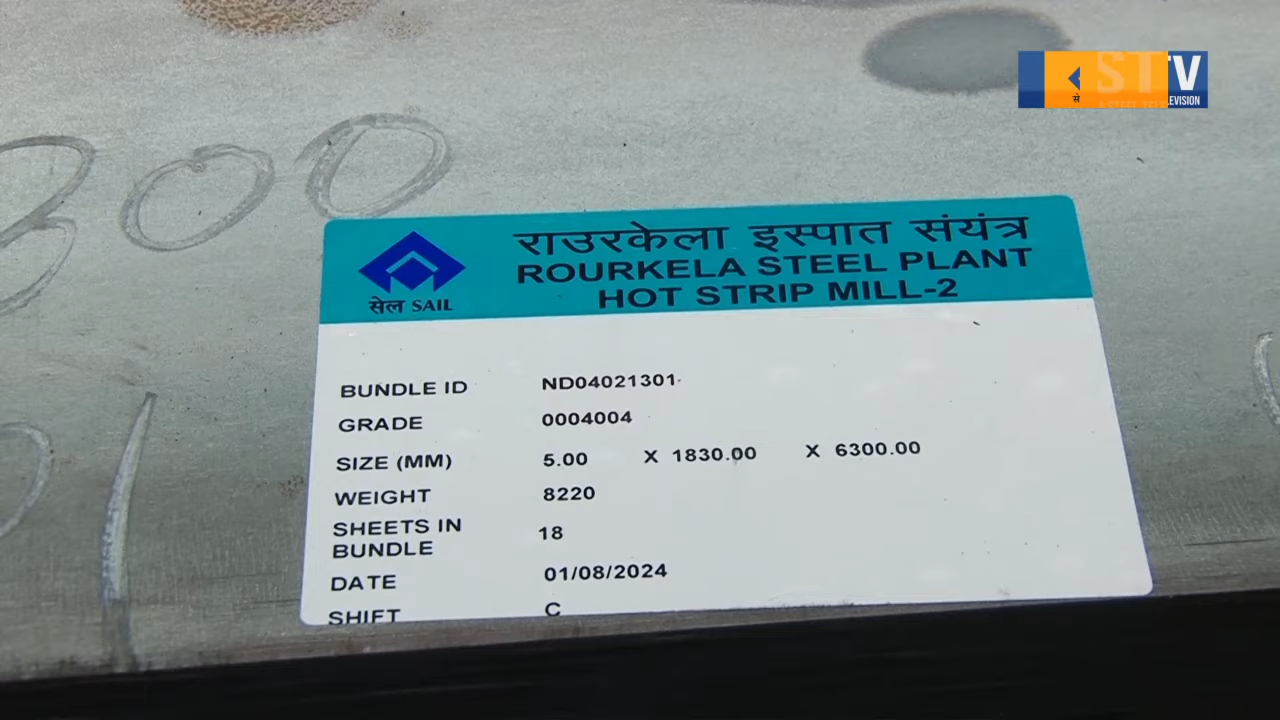 STV
से
LEVISION
300
राउरकेला इस्पात संयंत्र
ROURKELA STEEL PLANT
HOT STRIP MILL-2
सेल SAIL
BUNDLE ID ND04021301
GRADE 0004004
SIZE (MM) 5.00 X 1830.00 X 6300.00
WEIGHT 8220
SHEETS IN BUNDLE 18
DATE 01/08/2024
SHIFT C